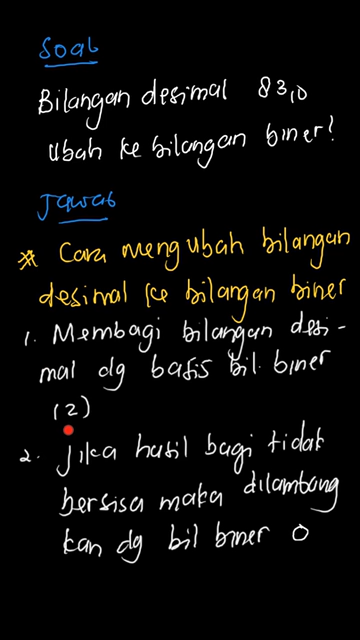 Soal
Bilangan desimal 83,0
ubah ke bilangan biner!
Jawab
* Cara mengubah bilangan
desimal ke bilangan biner
1. Membagi bilangan desi-
mal dg basis bil. biner
(2)
2. Jika hasil bagi tidak
bersisa maka dilambang
kan dg bil biner 0